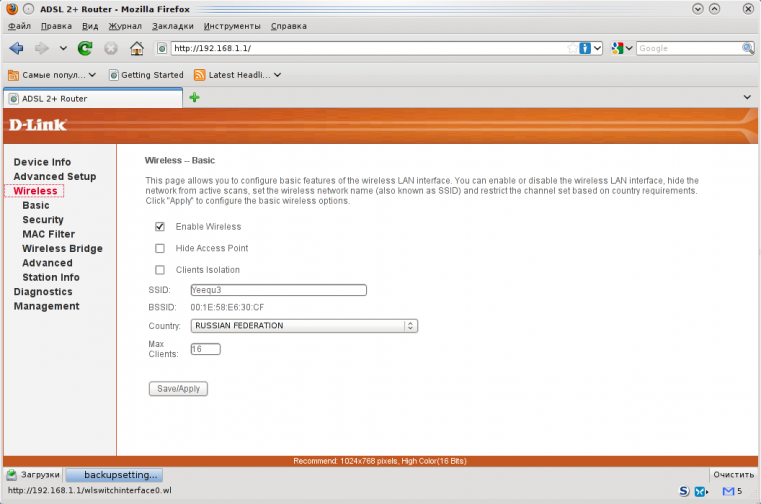 ADSL 2+ Router - Mozilla Firefox
Файл Правка Вид Журнал Закладки Инструменты Справка
http://192.168.1.1/
Google
Самые попул... Getting Started Latest Headli...
ADSL 2+ Router
D-Link
Device Info
Advanced Setup
Wireless
Basic
Security
MAC Filter
Wireless Bridge
Advanced
Station Info
Diagnostics
Management
Wireless -- Basic
This page allows you to configure basic features of the wireless LAN interface. You can enable or disable the wireless LAN interface, hide the
network from active scans, set the wireless network name (also known as SSID) and restrict the channel set based on country requirements.
Click "Apply" to configure the basic wireless options.
Enable Wireless
Hide Access Point
Clients Isolation
SSID: Yeequ3
BSSID: 00:1E:58:E6:30:CF
Country: RUSSIAN FEDERATION
Max
Clients: 16
Save/Apply
Recommend: 1024x768 pixels, High Color(16 Bits)
Загрузки backupsetting... Очистить
http://192.168.1.1/wlswitchinterface0.wl S 5